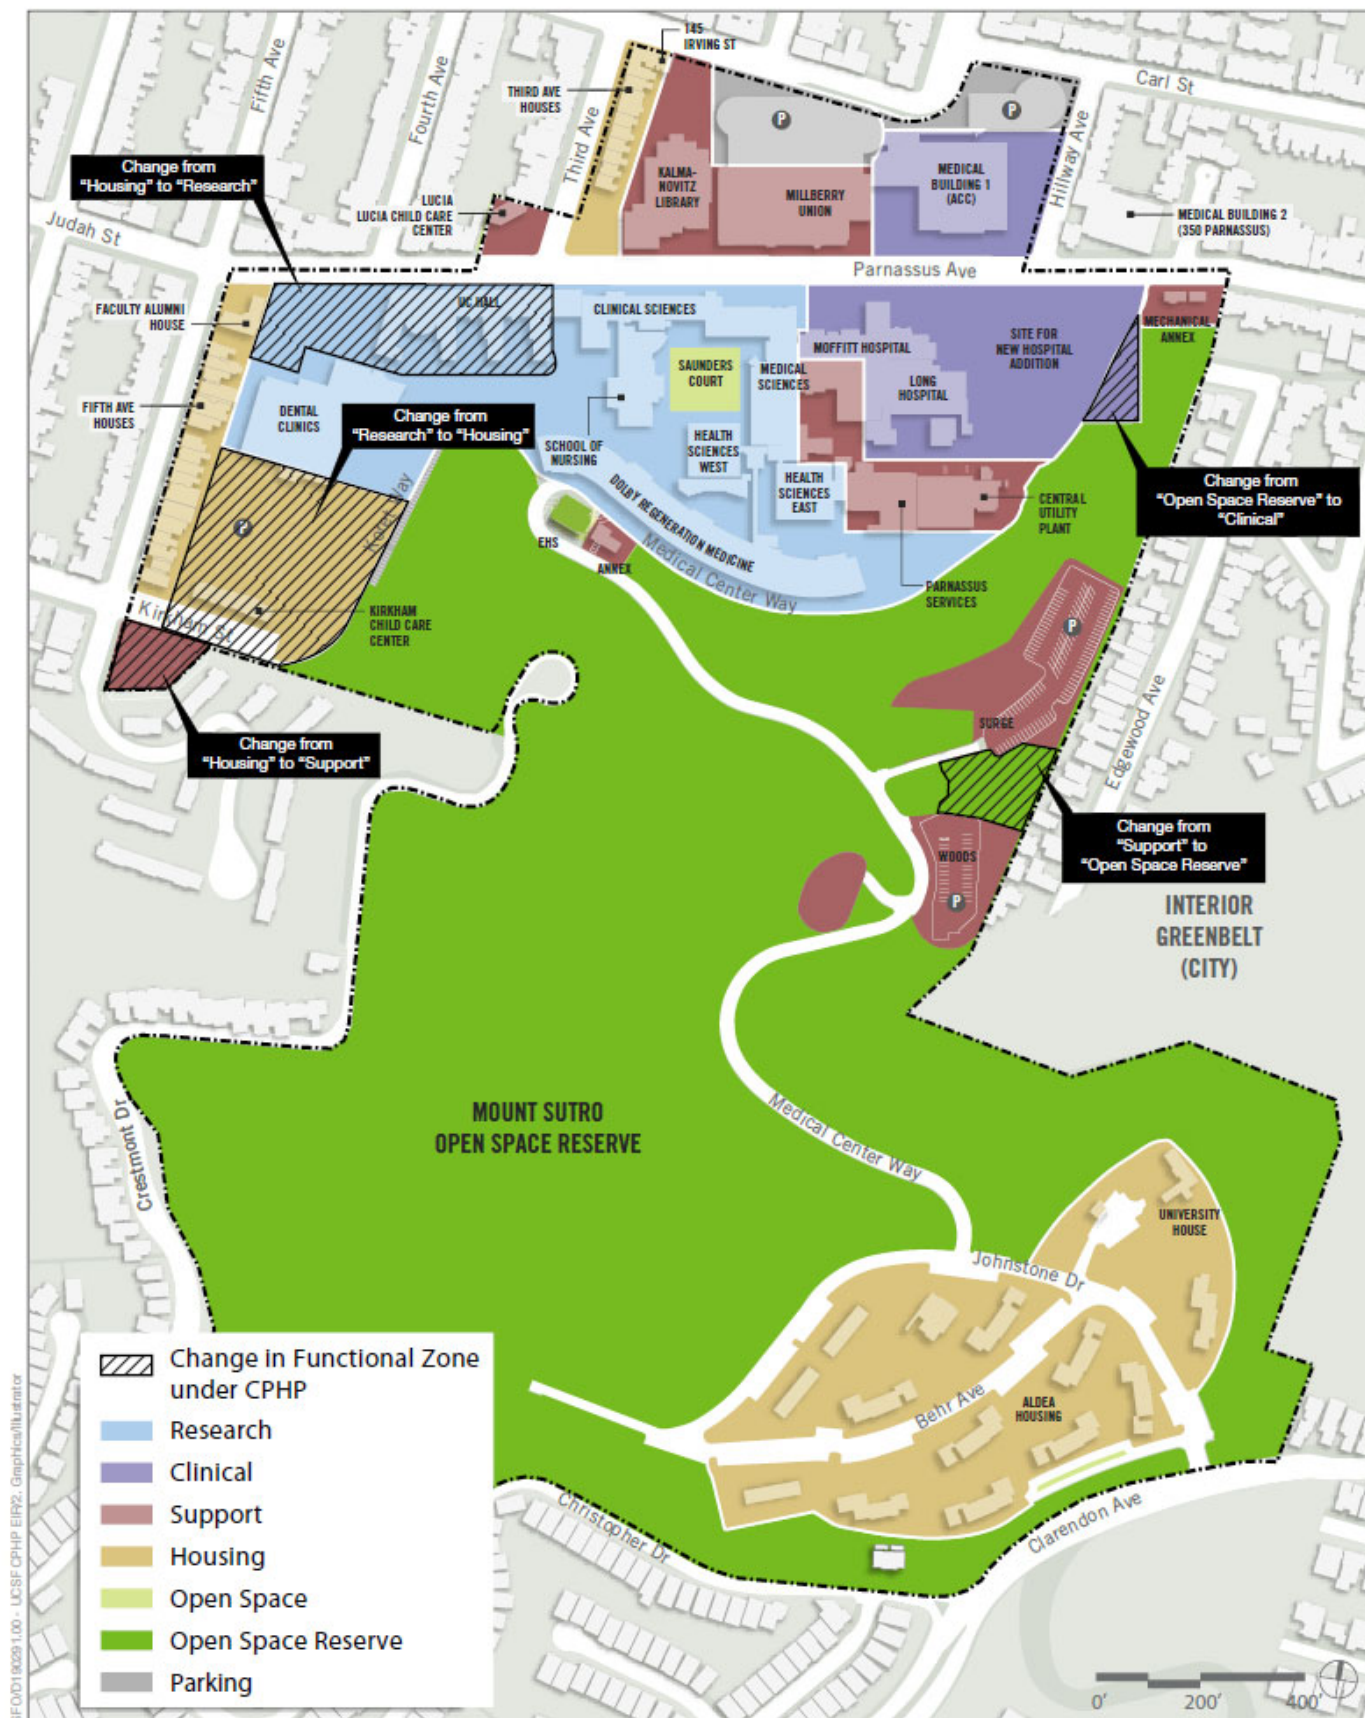 145
IRVING ST
Carl St
Fifth Ave
Fourth Ave
THIRD AVE
HOUSES
Third Ave
P
P
Hillway Ave
Change from
“Housing” to “Research”
KALMA-
NOVITZ
LIBRARY
MILLBERRY
UNION
MEDICAL
BUILDING 1
(ACC)
LUCIA
LUCIA CHILD CARE
CENTER
MEDICAL BUILDING 2
(350 PARNASSUS)
Judah St
Parnassus Ave
FACULTY ALUMNI
HOUSE
UC HALL
CLINICAL SCIENCES
MOFFITT HOSPITAL
SITE FOR
NEW HOSPITAL
ADDITION
MECHANICAL
ANNEX
SAUNDERS
COURT
MEDICAL
SCIENCES
LONG
HOSPITAL
FIFTH AVE
HOUSES
DENTAL
CLINICS
Change from
“Research” to “Housing”
SCHOOL OF
NURSING
HEALTH
SCIENCES
WEST
HEALTH
SCIENCES
EAST
DOLBY REGENERATION MEDICINE
CENTRAL
UTILITY
PLANT
Change from
“Open Space Reserve” to
“Clinical”
P
Koret Way
EHS
ANNEX
Medical Center Way
PARNASSUS
SERVICES
Kirkham St
KIRKHAM
CHILD CARE
CENTER
P
SURGE
Edgewood Ave
Change from
“Housing” to “Support”
Change from
“Support” to
“Open Space Reserve”
WOODS
P
INTERIOR
GREENBELT
(CITY)
MOUNT SUTRO
OPEN SPACE RESERVE
Crestmont Dr
Medical Center Way
UNIVERSITY
HOUSE
Johnstone Dr
Behr Ave
ALDEA
HOUSING
Christopher Dr
Clarendon Ave
Change in Functional Zone
under CPHP
Research
Clinical
Support
Housing
Open Space
Open Space Reserve
Parking
0'
200'
400'
UCSF CPHP EIR\2. Graphics\Illustrator